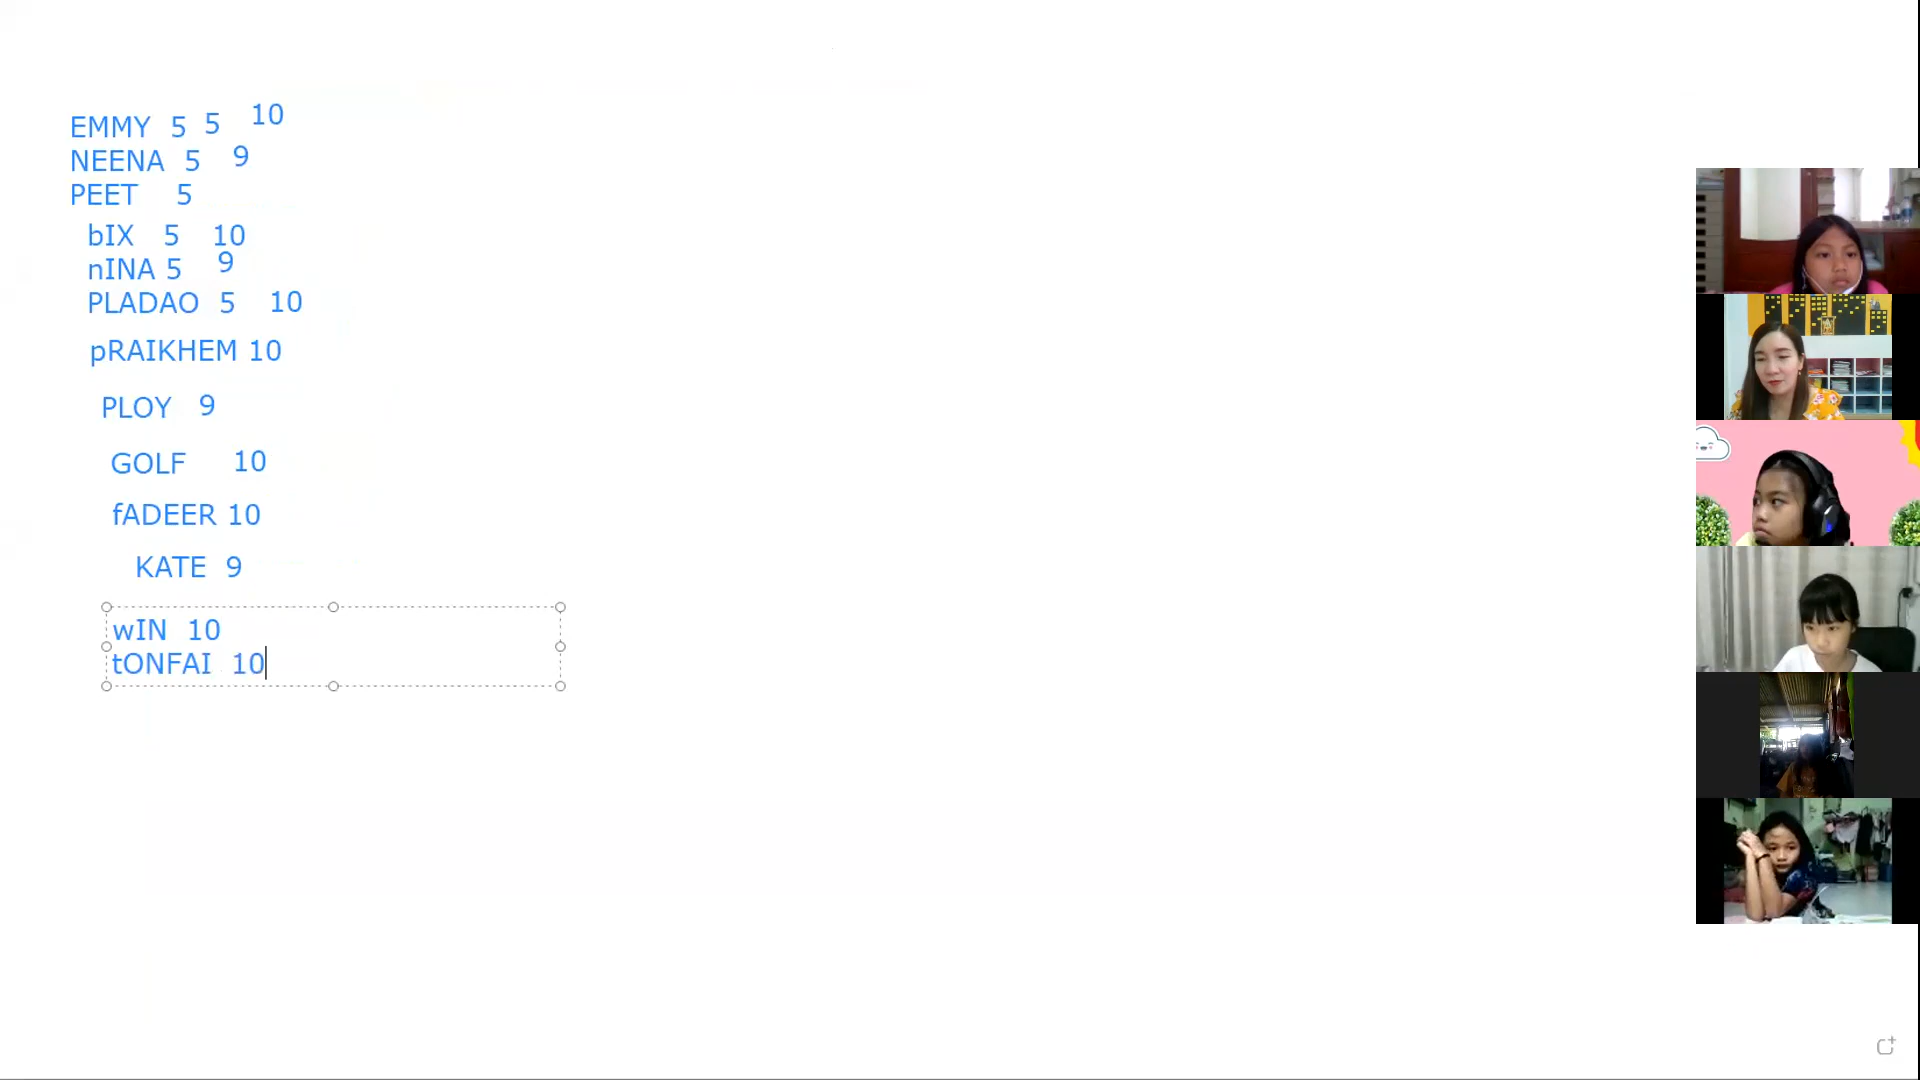 EMMY 5 5 10
NEENA 5 9
PEET 5
bIX 5 10
nINA 5 9
PLADAO 5 10
pRAIKHEM 10
PLOY 9
GOLF 10
fADEER 10
KATE 9
wIN 10
tONFAI 10